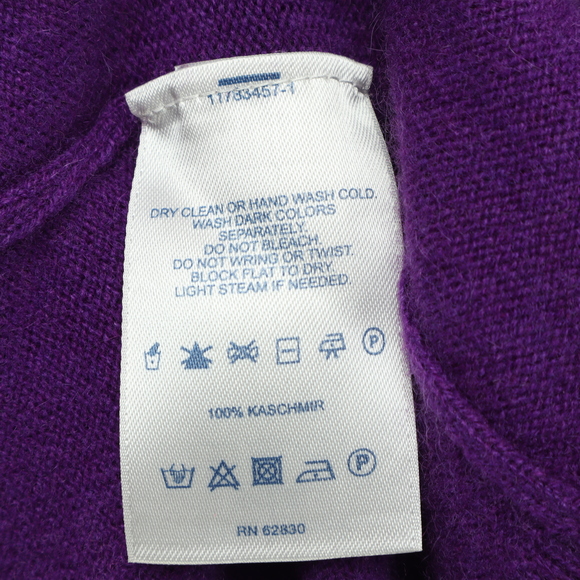 11783457-1
DRY CLEAN OR HAND WASH COLD.
WASH DARK COLORS
SEPARATELY.
DO NOT BLEACH
DO NOT WRING OR TWIST.
BLOCK FLAT TO DRY.
LIGHT STEAM IF NEEDED.
P
100% KASCHMIR
P
RN 62830